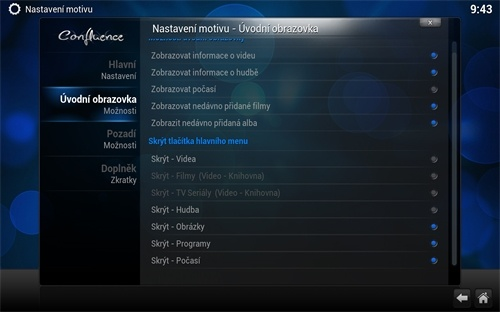 Nastavení motivu
9:43
Confluence
Nastavení motivu - Úvodní obrazovka
x
Hlavní
Nastavení
Úvodní obrazovka
Možnosti
Pozadí
Možnosti
Doplněk
Zkratky
Zobrazovat informace o videu
Zobrazovat informace o hudbě
Zobrazovat počasí
Zobrazovat nedávno přidané filmy
Zobrazit nedávno přidaná alba
Skrýt tlačítka hlavního menu
Skrýt - Videa
Skrýt - Filmy (Video - Knihovna)
Skrýt - TV Seriály (Video - Knihovna)
Skrýt - Hudba
Skrýt - Obrázky
Skrýt - Programy
Skrýt - Počasí